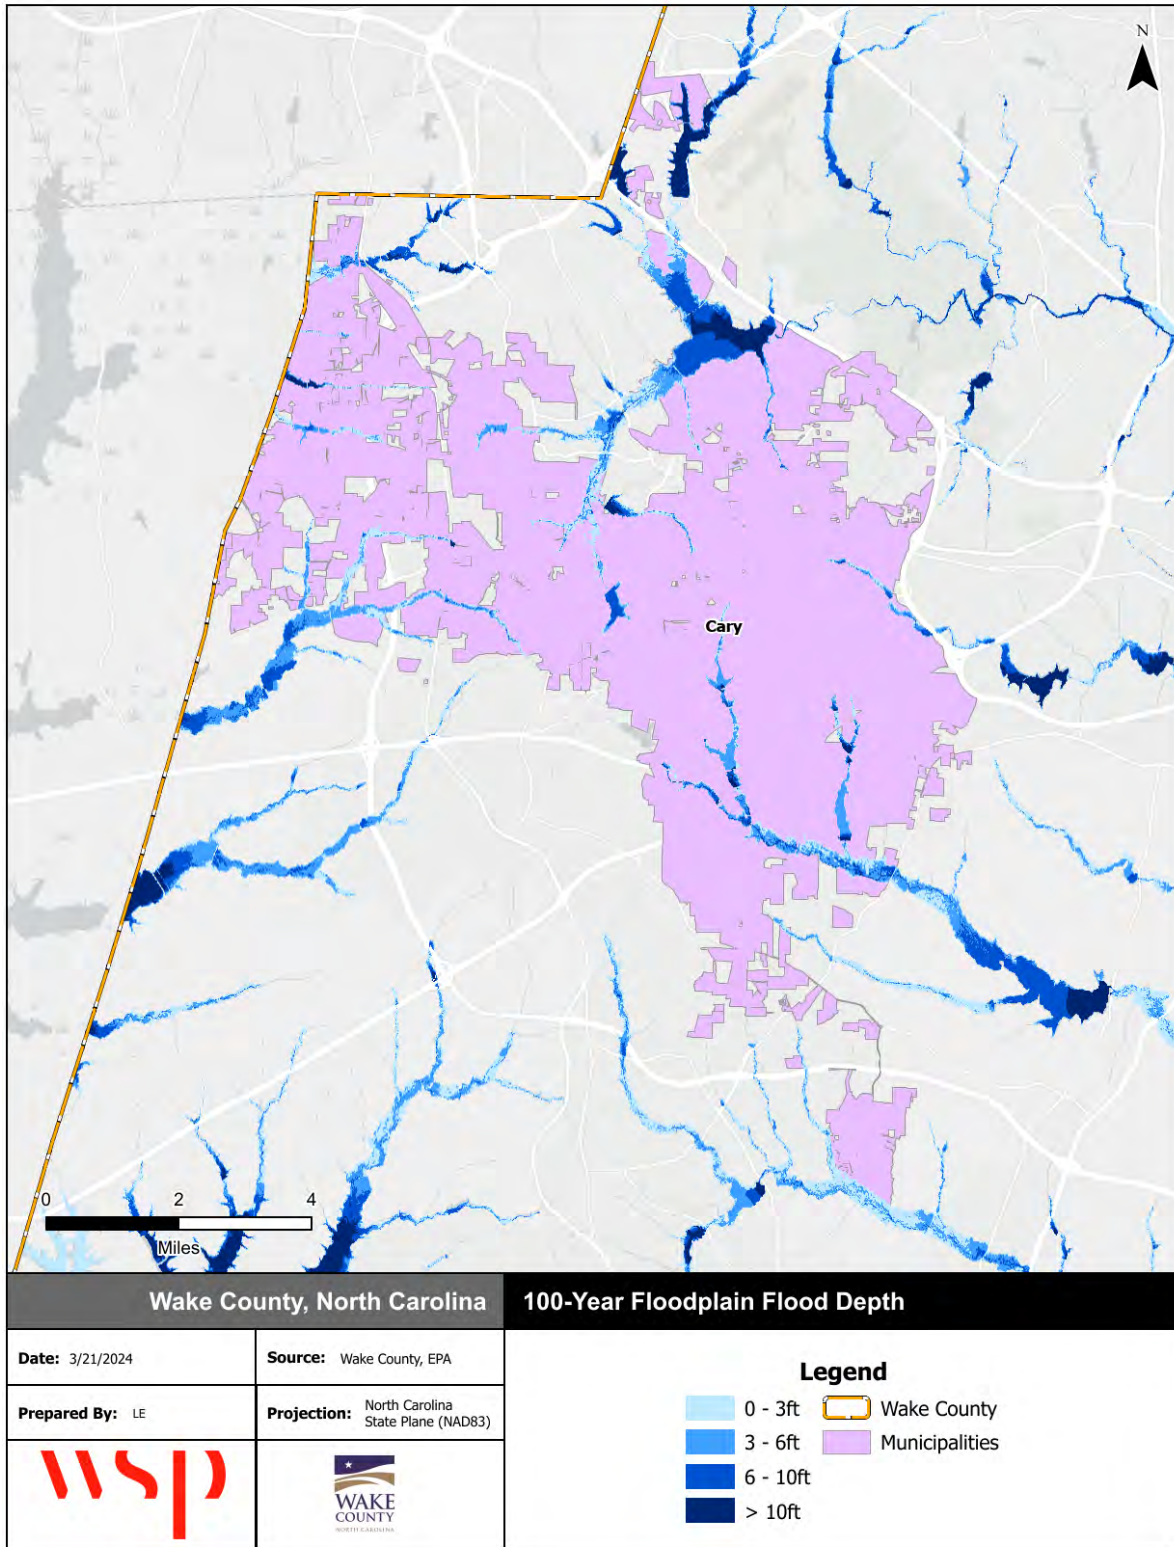 N
Cary
0 2 4
Miles
Wake County, North Carolina
100-Year Floodplain Flood Depth
Date: 3/21/2024
Source: Wake County, EPA
Prepared By: LE
Projection: North Carolina
State Plane (NAD83)
wsp
WAKE
COUNTY
NORTH CAROLINA
Legend
0 - 3ft
3 - 6ft
6 - 10ft
> 10ft
Wake County
Municipalities